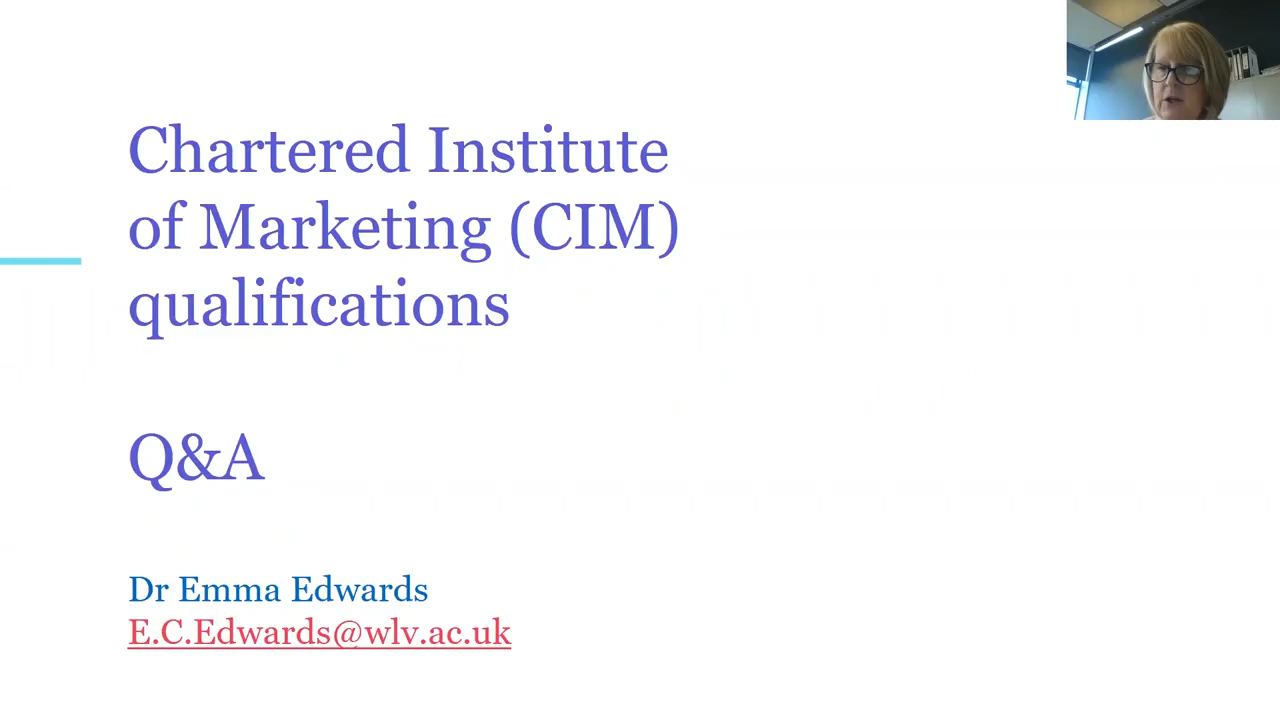 Chartered Institute
of Marketing (CIM)
qualifications
Q&A
Dr Emma Edwards
E.C.Edwards@wlv.ac.uk